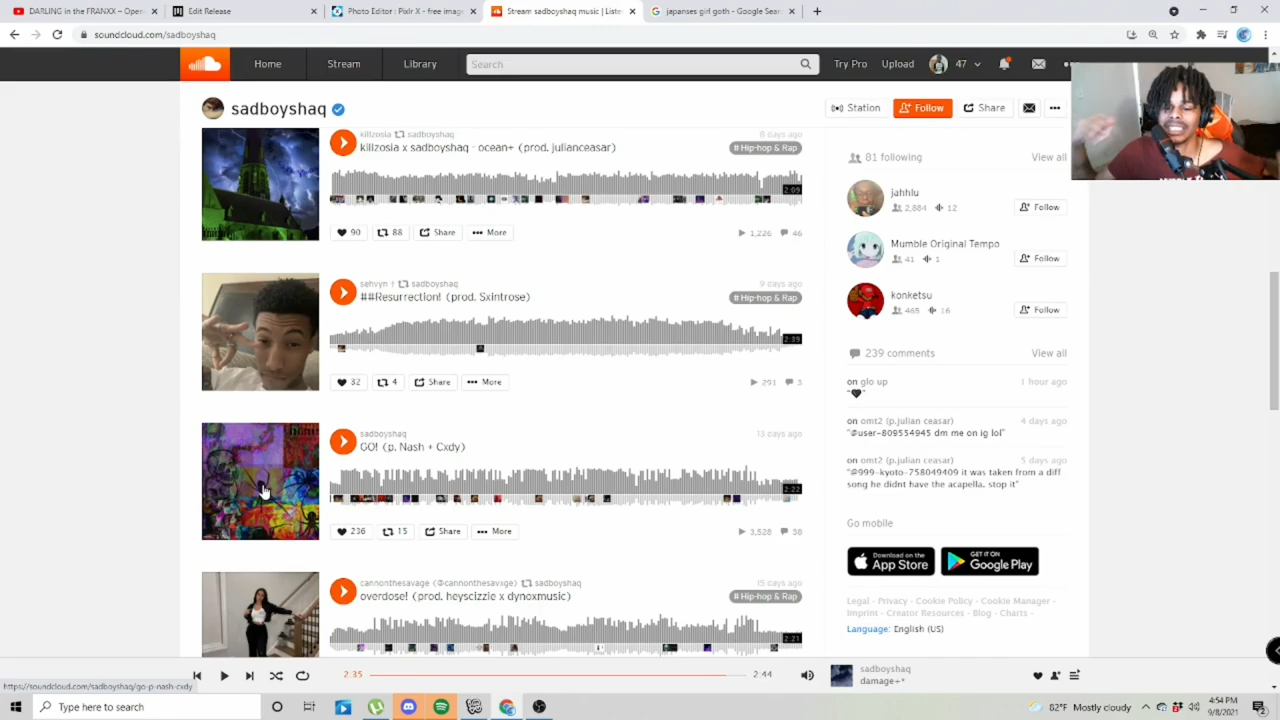 DARLING in the FRANXX – Open
Edit Release
Photo Editor: Pixlr X - free image
Stream sadboyshaq music | Liste
japanses girl goth - Google Sear
soundcloud.com/sadboyshaq
Home
Stream
Library
Search
Try Pro
Upload
47
sadboyshaq
Station
Follow
Share
killzosia sadboyshaq
8 days ago
killzosia x sadboyshaq - ocean+ (prod. julianceasar)
# Hip-hop & Rap
2:09
90
88
Share
More
1,226
46
sehvyn † sadboyshaq
9 days ago
##Resurrection! (prod. Sxintrose)
# Hip-hop & Rap
2:39
32
4
Share
More
291
3
sadboyshaq
13 days ago
GO! (p. Nash + Cxdy)
2:22
236
15
Share
More
3,528
38
cannonthesavage (@cannonthesavxge) sadboyshaq
15 days ago
overdose! (prod. heyscizzie x dynoxmusic)
# Hip-hop & Rap
2:21
81 following
View all
jahhlu
2,884
12
Follow
Mumble Original Tempo
41
1
Follow
konketsu
465
16
Follow
239 comments
View all
on glo up
1 hour ago
"🖤"
on omt2 (p.julian ceasar)
4 days ago
"@user-809554945 dm me on ig lol"
on omt2 (p.julian ceasar)
5 days ago
"@999-kyoto-758049409 it was taken from a diff
song he didnt have the acapella, stop it"
Go mobile
Download on the
App Store
GET IT ON
Google Play
Legal - Privacy - Cookie Policy - Cookie Manager -
Imprint - Creator Resources - Blog - Charts -
Language: English (US)
2:35
2:44
sadboyshaq
damage÷*
https://soundcloud.com/sadboyshaq/go-p-nash-cxdy
Type here to search
82°F Mostly cloudy
4:54 PM
9/8/2021
2